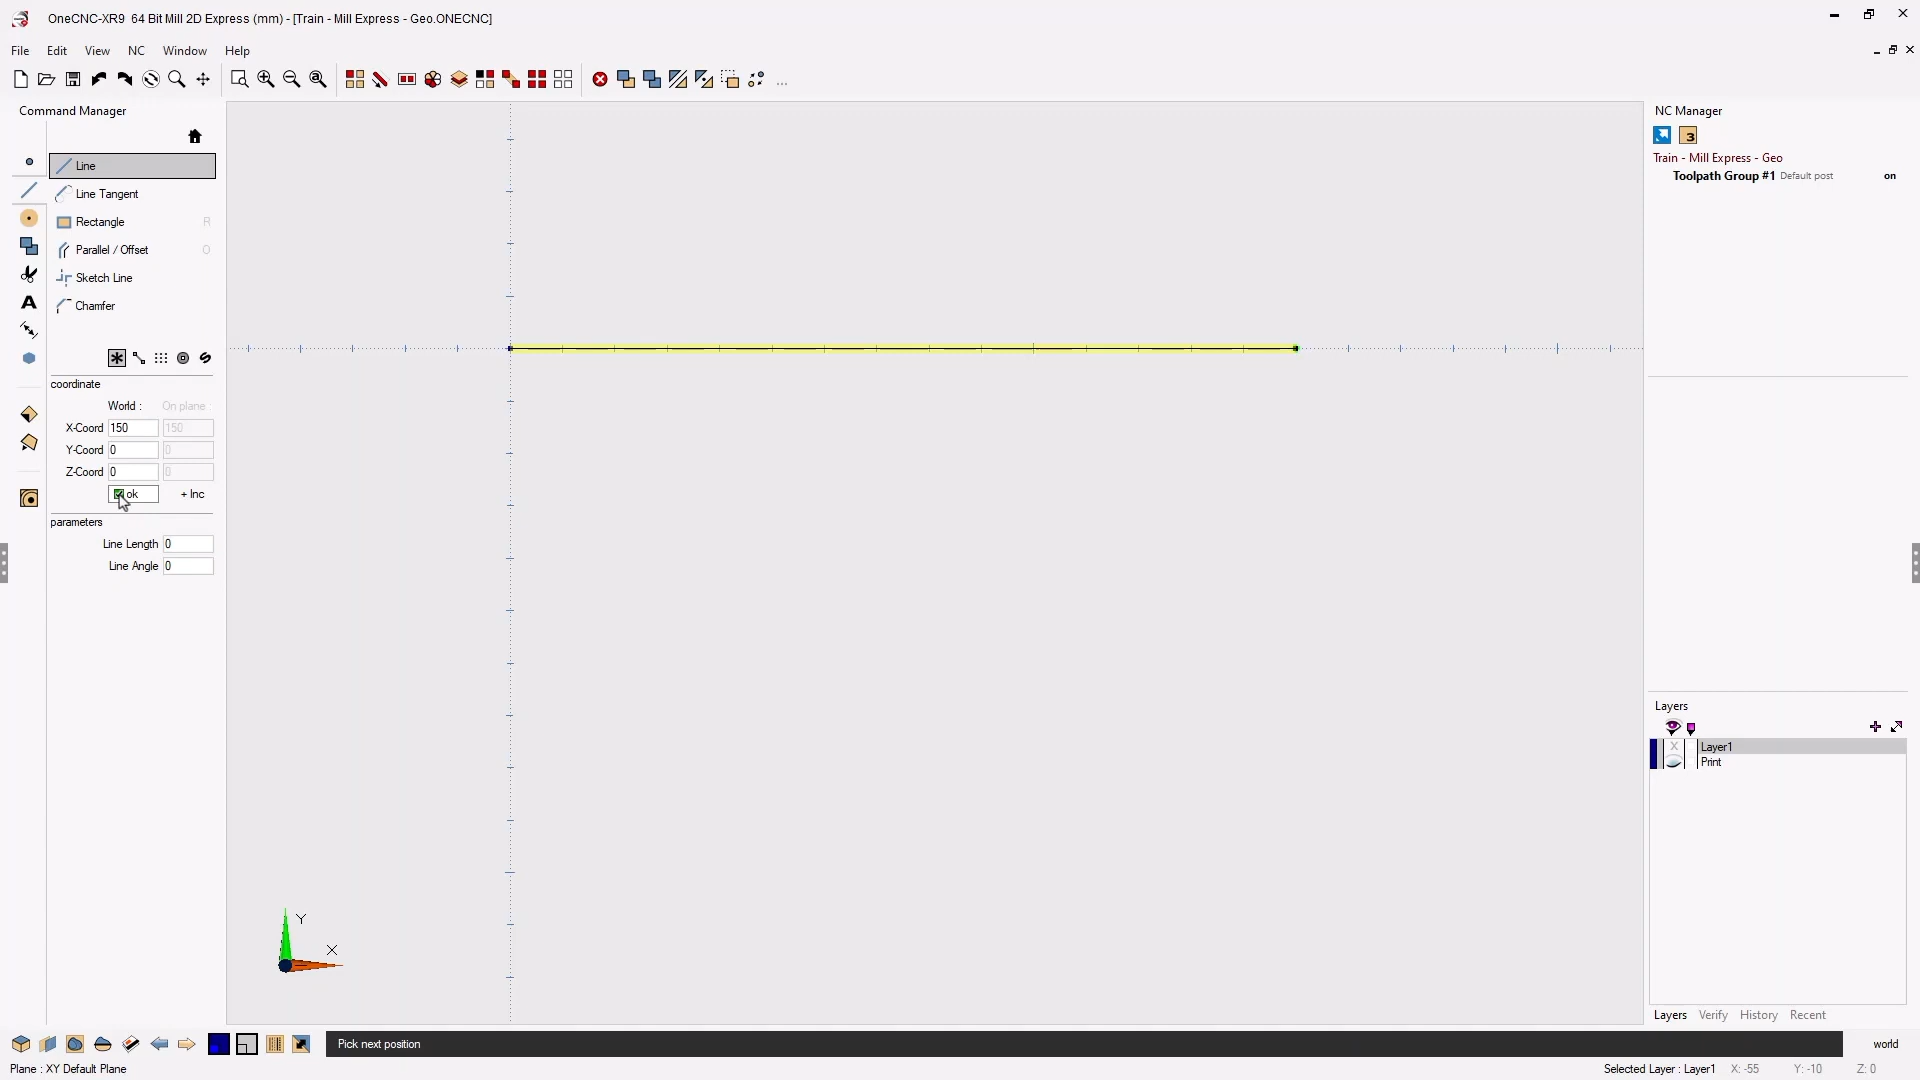 OneCNC-XR9 64 Bit Mill 2D Express (mm) - [Train - Mill Express - Geo.ONECNC]
File Edit View NC Window Help
...
Command Manager
Line
Line Tangent
Rectangle R
Parallel / Offset O
Sketch Line
A
Chamfer
coordinate
World : On plane :
X-Coord 150 150
Y-Coord 0 0
Z-Coord 0 0
ok + Inc
parameters
Line Length 0
Line Angle 0
Y
X
NC Manager
3
Train - Mill Express - Geo
Toolpath Group #1 Default post on
Layers
X Layer1
Print
Layers Verify History Recent
Pick next position world
Plane : XY Default Plane Selected Layer : Layer1 X: -55 Y: -10 Z: 0